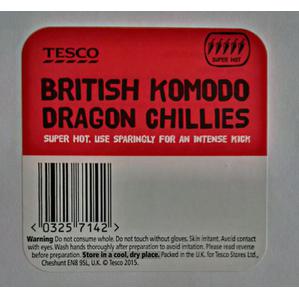 TESCO
SUPER HOT
BRITISH KOMODO
DRAGON CHILLIES
SUPER HOT. USE SPARINGLY FOR AN INTENSE KICK
<03257142>
Warning Do not consume whole. Do not touch without gloves. Skin irritant. Avoid contact
with eyes. Wash hands thoroughly after preparation to avoid irritation. Please read reverse
before preparation. Store in a cool, dry place. Packed in the U.K. for Tesco Stores Ltd.,
Cheshunt EN8 9SL, U.K. © Tesco 2015.